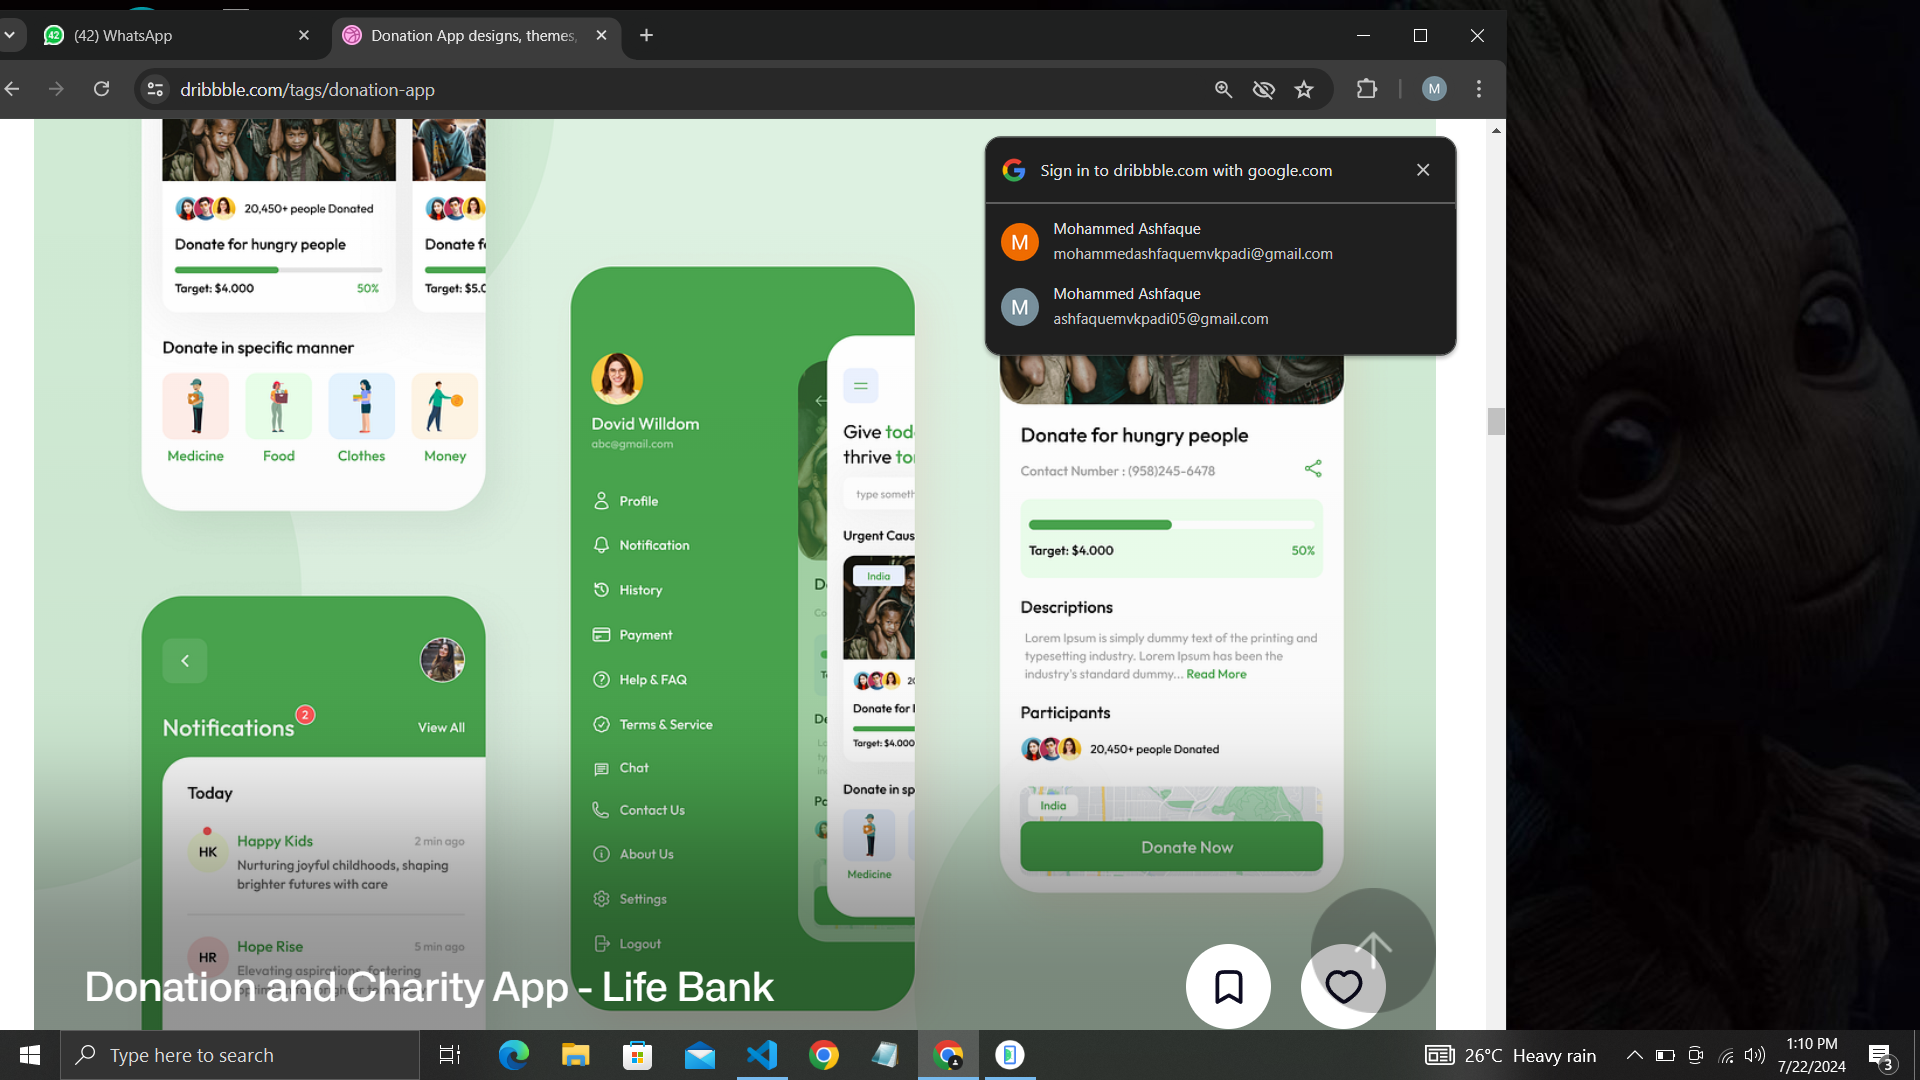 (42) WhatsApp
Donation App designs, themes,
dribbble.com/tags/donation-app
M
Sign in to dribbble.com with google.com
M
Mohammed Ashfaque
mohammedashfaquemvkpadi@gmail.com
M
Mohammed Ashfaque
ashfaquemvkpadi05@gmail.com
20,450+ people Donated
Donate for hungry people
Target: $4.000
50%
Donate f
Target: $5.0
Donate in specific manner
Medicine
Food
Clothes
Money
Notifications
2
View All
Today
HK
Happy Kids
2 min ago
Nurturing joyful childhoods, shaping
brighter futures with care
HR
Hope Rise
5 min ago
Elevating aspirations, fostering
Dovid Willdom
abc@gmail.com
Profile
Notification
History
Payment
Help & FAQ
Terms & Service
Chat
Contact Us
About Us
Settings
Logout
Give tod
thrive to
type someth
Urgent Caus
India
20
Donate for
Target: $4.000
Donate in sp
Medicine
Donate for hungry people
Contact Number : (958)245-6478
Target: $4.000
50%
Descriptions
Lorem Ipsum is simply dummy text of the printing and
typesetting industry. Lorem Ipsum has been the
industry's standard dummy... Read More
Participants
20,450+ people Donated
India
Donate Now
Donation and Charity App - Life Bank
Type here to search
26°C Heavy rain
1:10 PM
7/22/2024
3